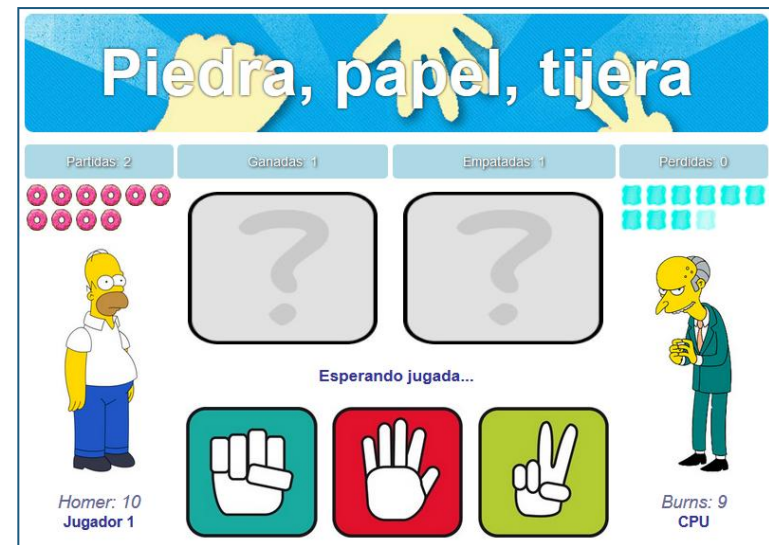 Piedra, papel, tijera
Partidas: 2
Ganadas: 1
Empatadas: 1
Perdidas: 0
?
?
Esperando jugada...
Homer: 10
Jugador 1
Burns: 9
CPU